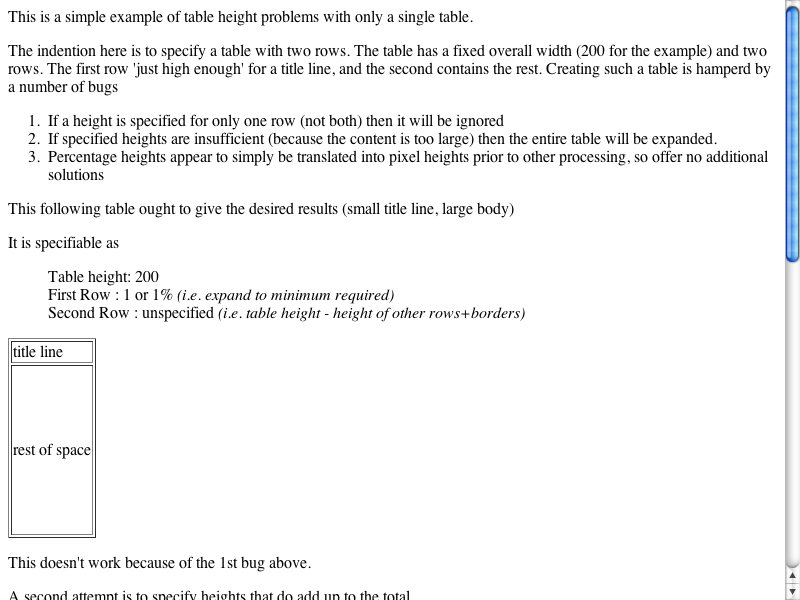 This is a simple example of table height problems with only a single table.
The indention here is to specify a table with two rows. The table has a fixed overall width (200 for the example) and two
rows. The first row 'just high enough' for a title line, and the second contains the rest. Creating such a table is hamperd by
a number of bugs
1. If a height is specified for only one row (not both) then it will be ignored
2. If specified heights are insufficient (because the content is too large) then the entire table will be expanded.
3. Percentage heights appear to simply be translated into pixel heights prior to other processing, so offer no additional
solutions
This following table ought to give the desired results (small title line, large body)
It is specifiable as
Table height: 200
First Row : 1 or 1% (i.e. expand to minimum required)
Second Row : unspecified (i.e. table height - height of other rows+borders)
title line
rest of space
This doesn't work because of the 1st bug above.
A second attempt is to specify heights that do add up to the total